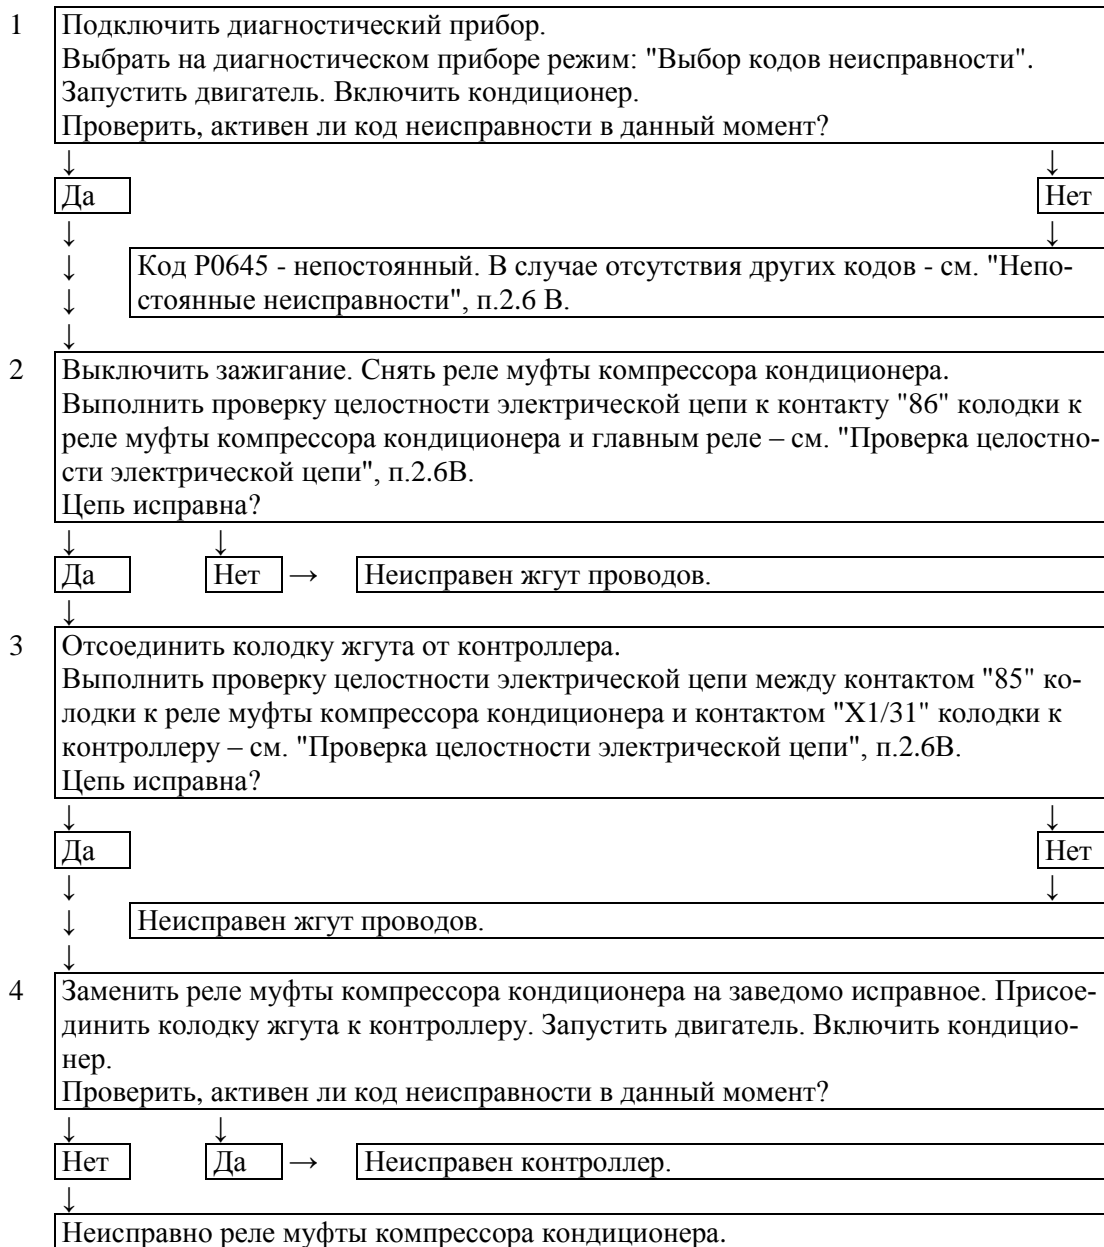 1 Подключить диагностический прибор.
Выбрать на диагностическом приборе режим: "Выбор кодов неисправности".
Запустить двигатель. Включить кондиционер.
Проверить, активен ли код неисправности в данный момент?
↓ ↓
Да Нет
↓ ↓
↓ Код Р0645 - непостоянный. В случае отсутствия других кодов - см. "Непо-
↓ стоянные неисправности", п.2.6 В.
↓
2 Выключить зажигание. Снять реле муфты компрессора кондиционера.
Выполнить проверку целостности электрической цепи к контакту "86" колодки к
реле муфты компрессора кондиционера и главным реле – см. "Проверка целостно-
сти электрической цепи", п.2.6В.
Цепь исправна?
↓ ↓
Да Нет → Неисправен жгут проводов.
↓
3 Отсоединить колодку жгута от контроллера.
Выполнить проверку целостности электрической цепи между контактом "85" ко-
лодки к реле муфты компрессора кондиционера и контактом "Х1/31" колодки к
контроллеру – см. "Проверка целостности электрической цепи", п.2.6В.
Цепь исправна?
↓ ↓
Да Нет
↓ ↓
↓ Неисправен жгут проводов.
↓
4 Заменить реле муфты компрессора кондиционера на заведомо исправное. Присое-
динить колодку жгута к контроллеру. Запустить двигатель. Включить кондицио-
нер.
Проверить, активен ли код неисправности в данный момент?
↓ ↓
Нет Да → Неисправен контроллер.
↓
Неисправно реле муфты компрессора кондиционера.